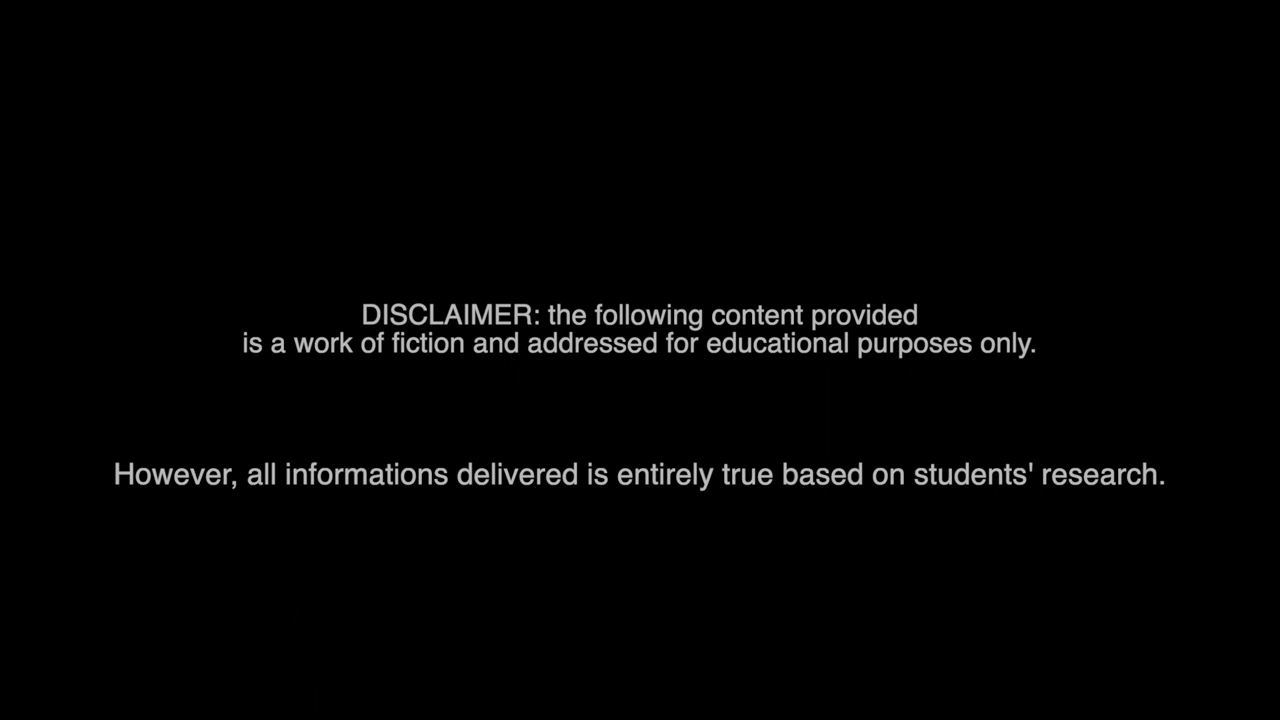 DISCLAIMER: the following content provided
is a work of fiction and addressed for educational purposes only.
However, all informations delivered is entirely true based on students' research.